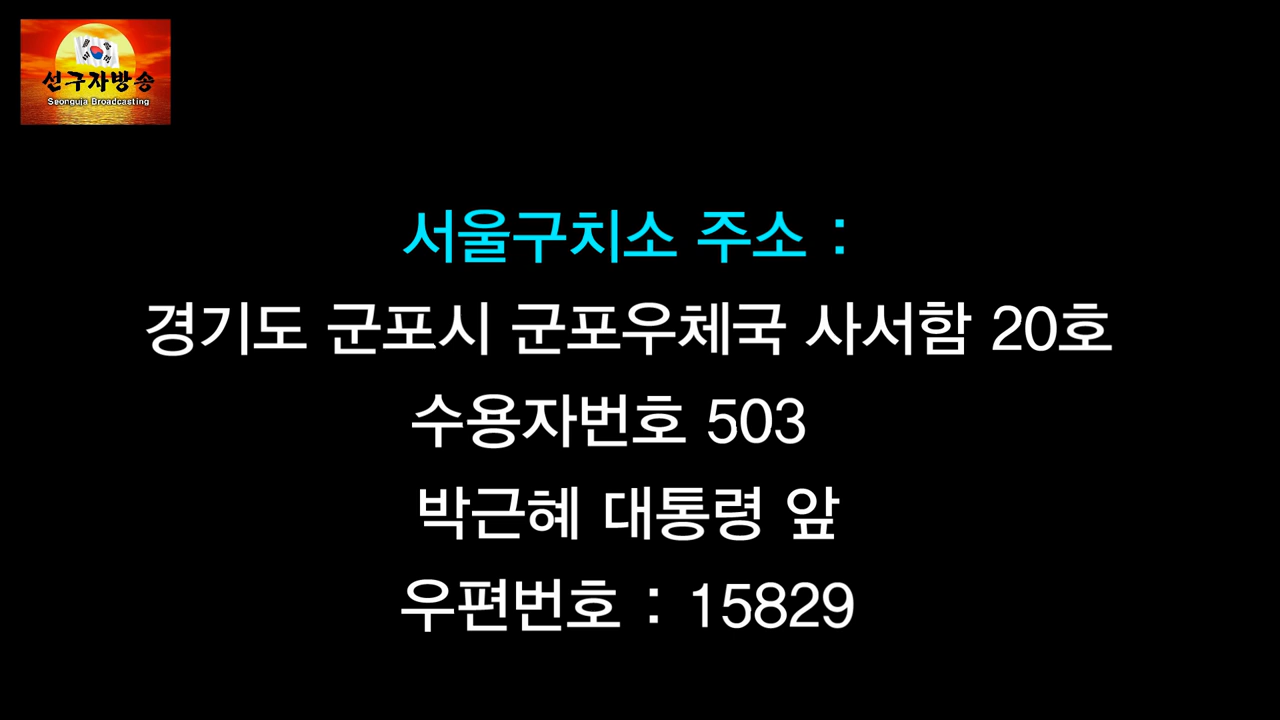 선구자방송
Seonguja Broadcasting
서울구치소 주소 :
경기도 군포시 군포우체국 사서함 20호
수용자번호 503
박근혜 대통령 앞
우편번호 : 15829